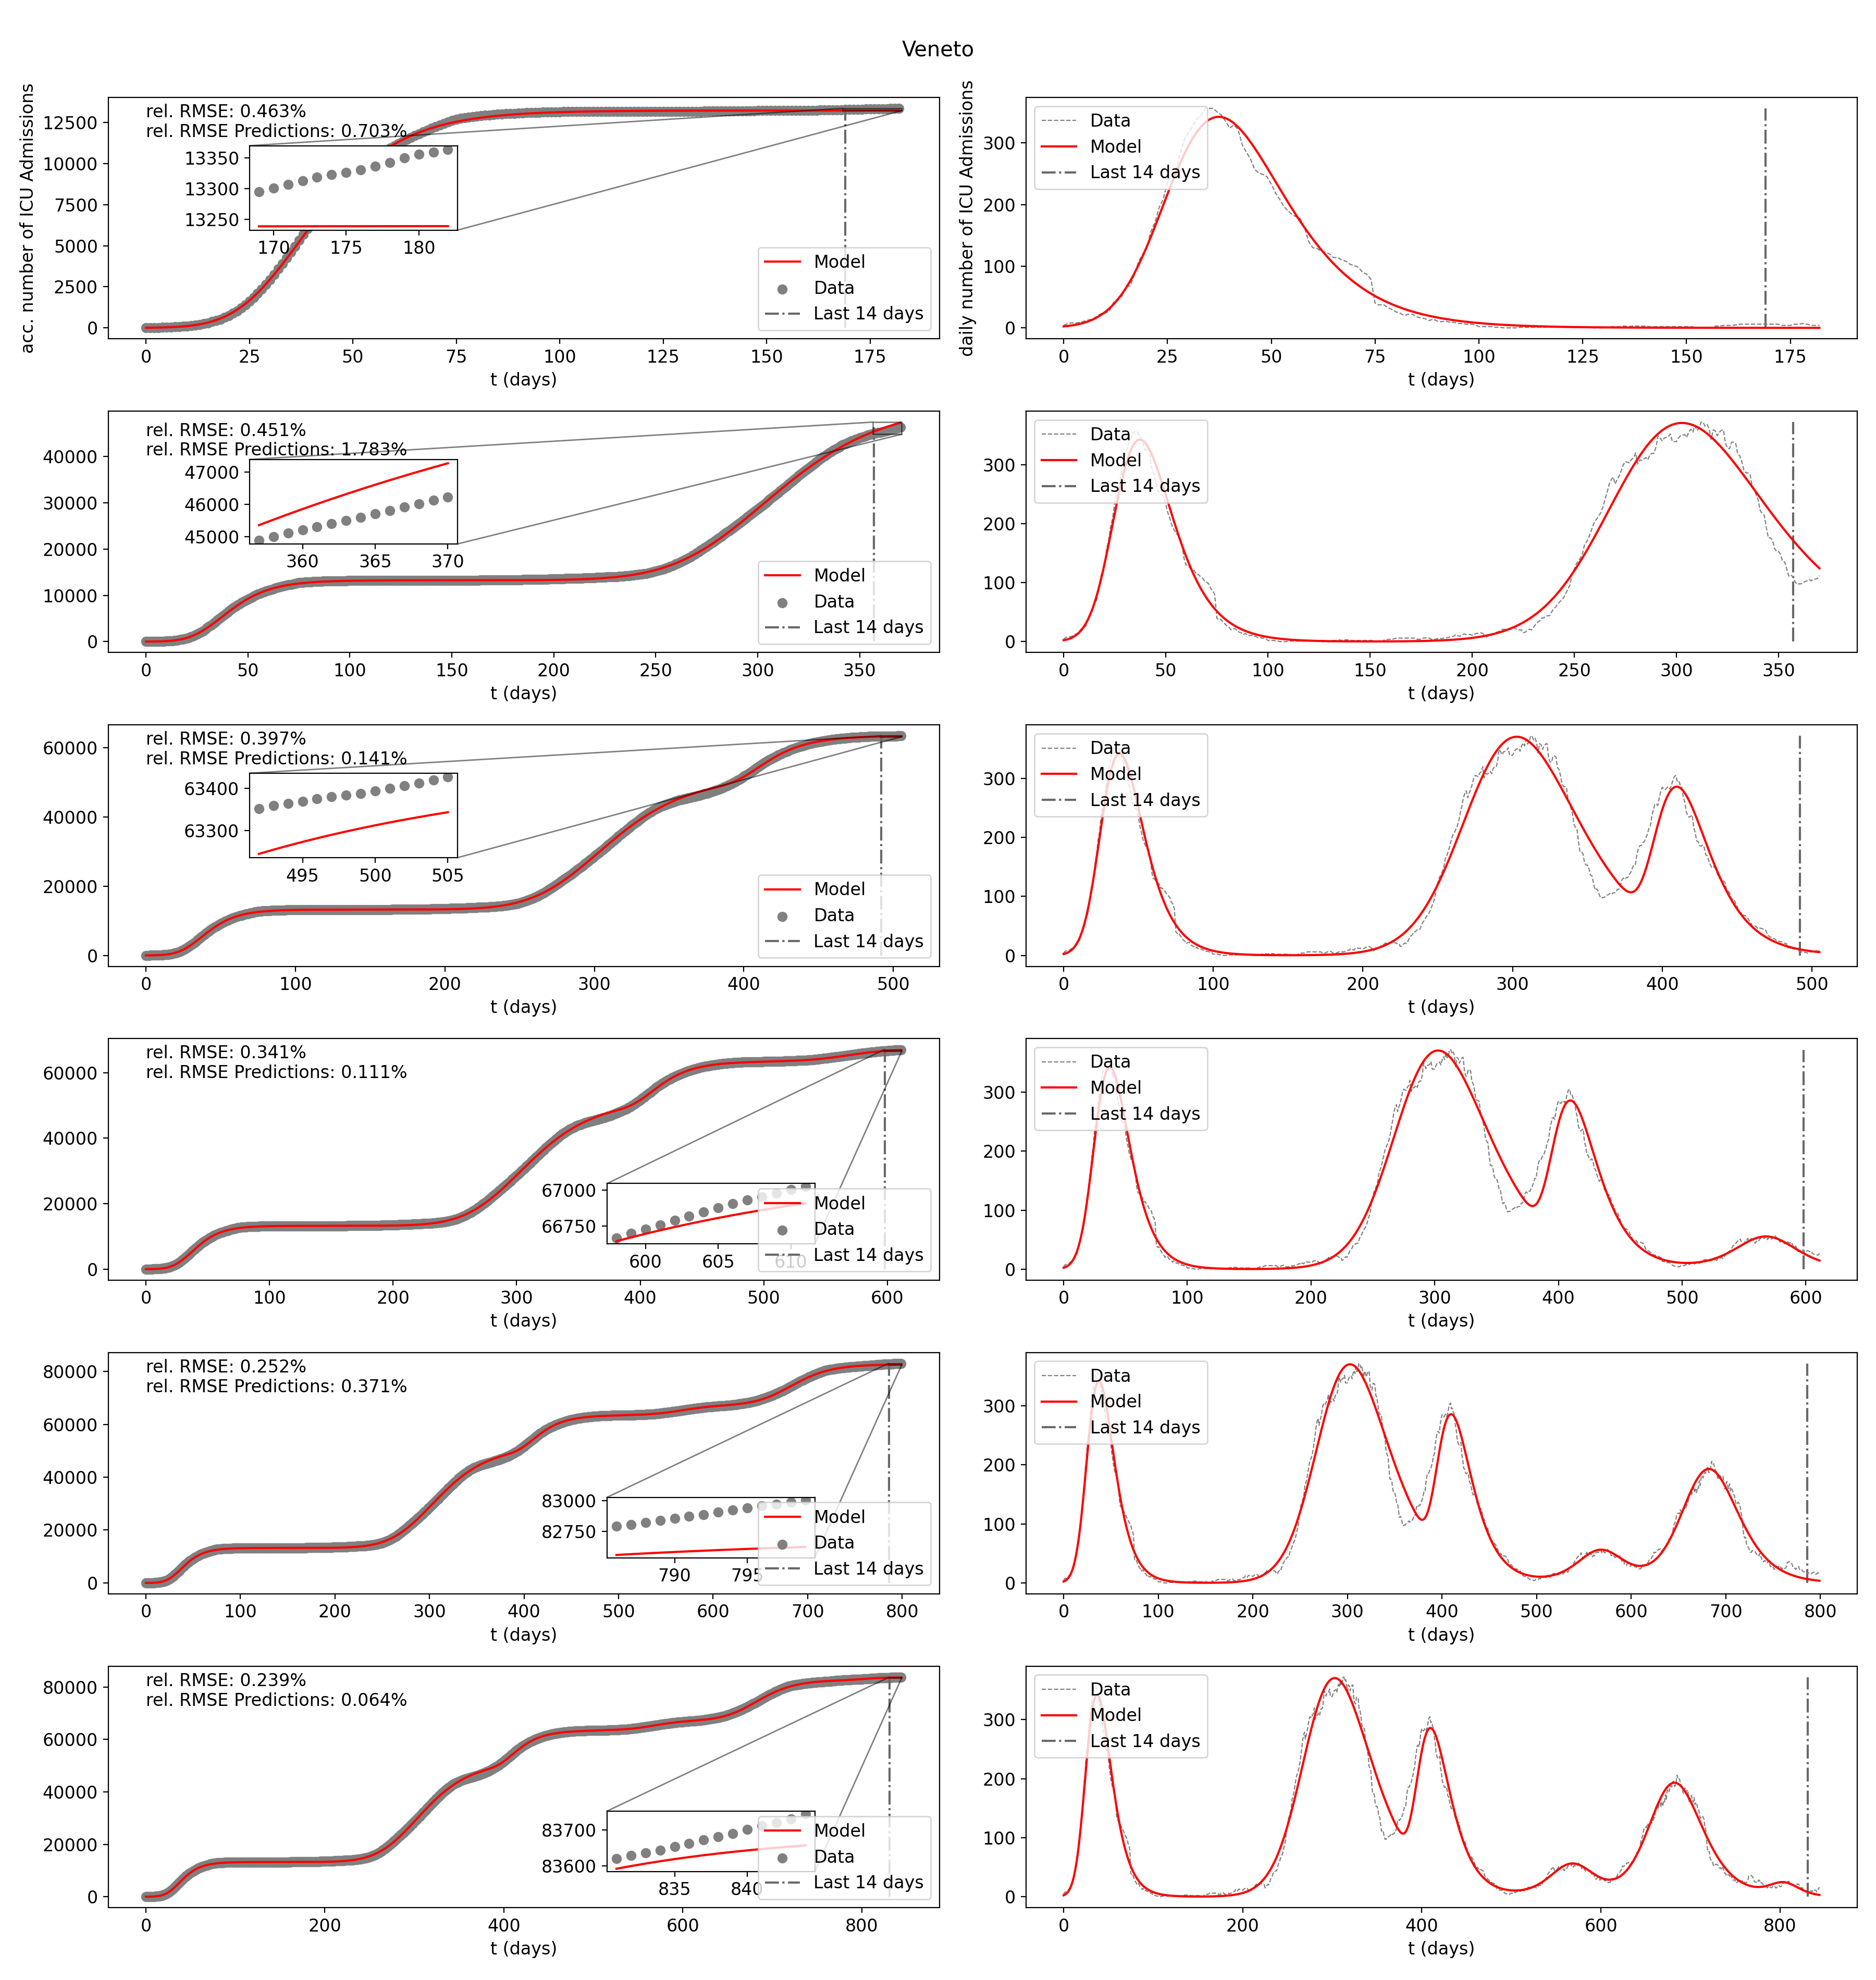 Veneto
acc. number of ICU Admissions
rel. RMSE: 0.463%
rel. RMSE Predictions: 0.703%
12500
10000
7500
5000
2500
0
13350
13300
13250
170 175 180
Model
Data
Last 14 days
0 25 50 75 100 125 150 175
t (days)
daily number of ICU Admissions
300
200
100
0
Data
Model
Last 14 days
0 25 50 75 100 125 150 175
t (days)
rel. RMSE: 0.451%
rel. RMSE Predictions: 1.783%
40000
30000
20000
10000
0
47000
46000
45000
360 365 370
Model
Data
Last 14 days
0 50 100 150 200 250 300 350
t (days)
300
200
100
0
Data
Model
Last 14 days
0 50 100 150 200 250 300 350
t (days)
rel. RMSE: 0.397%
rel. RMSE Predictions: 0.141%
60000
40000
20000
0
63400
63300
495 500 505
Model
Data
Last 14 days
0 100 200 300 400 500
t (days)
300
200
100
0
Data
Model
Last 14 days
0 100 200 300 400 500
t (days)
rel. RMSE: 0.341%
rel. RMSE Predictions: 0.111%
60000
40000
20000
0
67000
66750
600 605 610
Model
Data
Last 14 days
0 100 200 300 400 500 600
t (days)
300
200
100
0
Data
Model
Last 14 days
0 100 200 300 400 500 600
t (days)
rel. RMSE: 0.252%
rel. RMSE Predictions: 0.371%
80000
60000
40000
20000
0
83000
82750
790 795
Model
Data
Last 14 days
0 100 200 300 400 500 600 700 800
t (days)
300
200
100
0
Data
Model
Last 14 days
0 100 200 300 400 500 600 700 800
t (days)
rel. RMSE: 0.239%
rel. RMSE Predictions: 0.064%
80000
60000
40000
20000
0
83700
83600
835 840
Model
Data
Last 14 days
0 200 400 600 800
t (days)
300
200
100
0
Data
Model
Last 14 days
0 200 400 600 800
t (days)